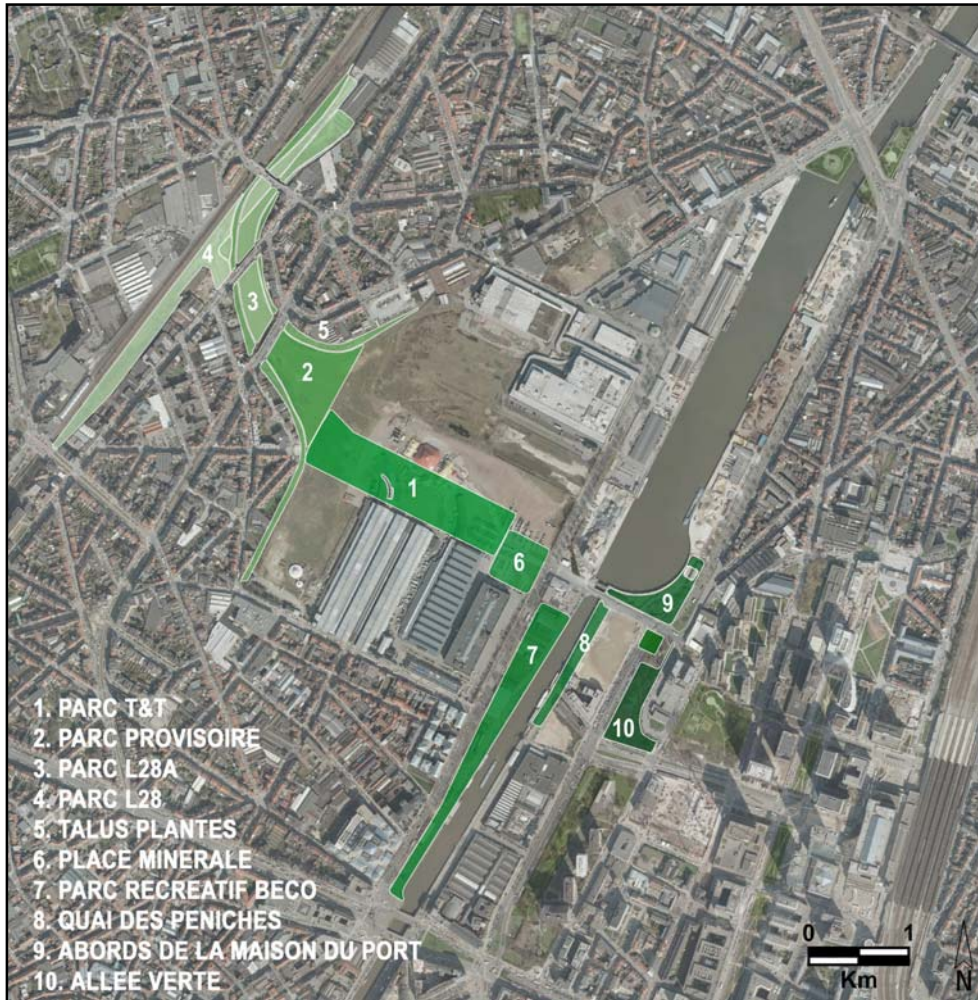 4
3
5
2
1
6
7
8
9
10
1. PARC T&T
2. PARC PROVISOIRE
3. PARC L28A
4. PARC L28
5. TALUS PLANTES
6. PLACE MINERALE
7. PARC RECREATIF BECO
8. QUAI DES PENICHES
9. ABORDS DE LA MAISON DU PORT
10. ALLEE VERTE
0 1
Km
N